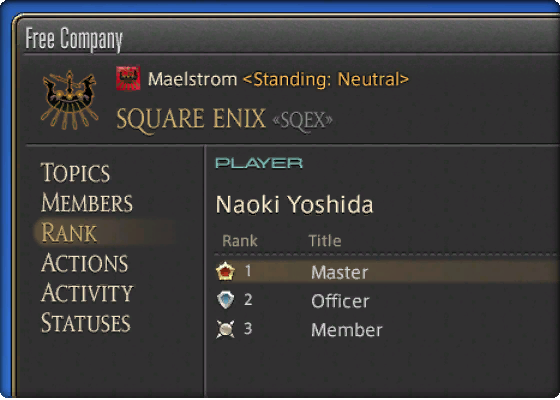 Free Company
Maelstrom <Standing: Neutral>
SQUARE ENIX «SQEX»
TOPICS
MEMBERS
RANK
ACTIONS
ACTIVITY
STATUSES
PLAYER
Naoki Yoshida
Rank Title
1 Master
2 Officer
3 Member